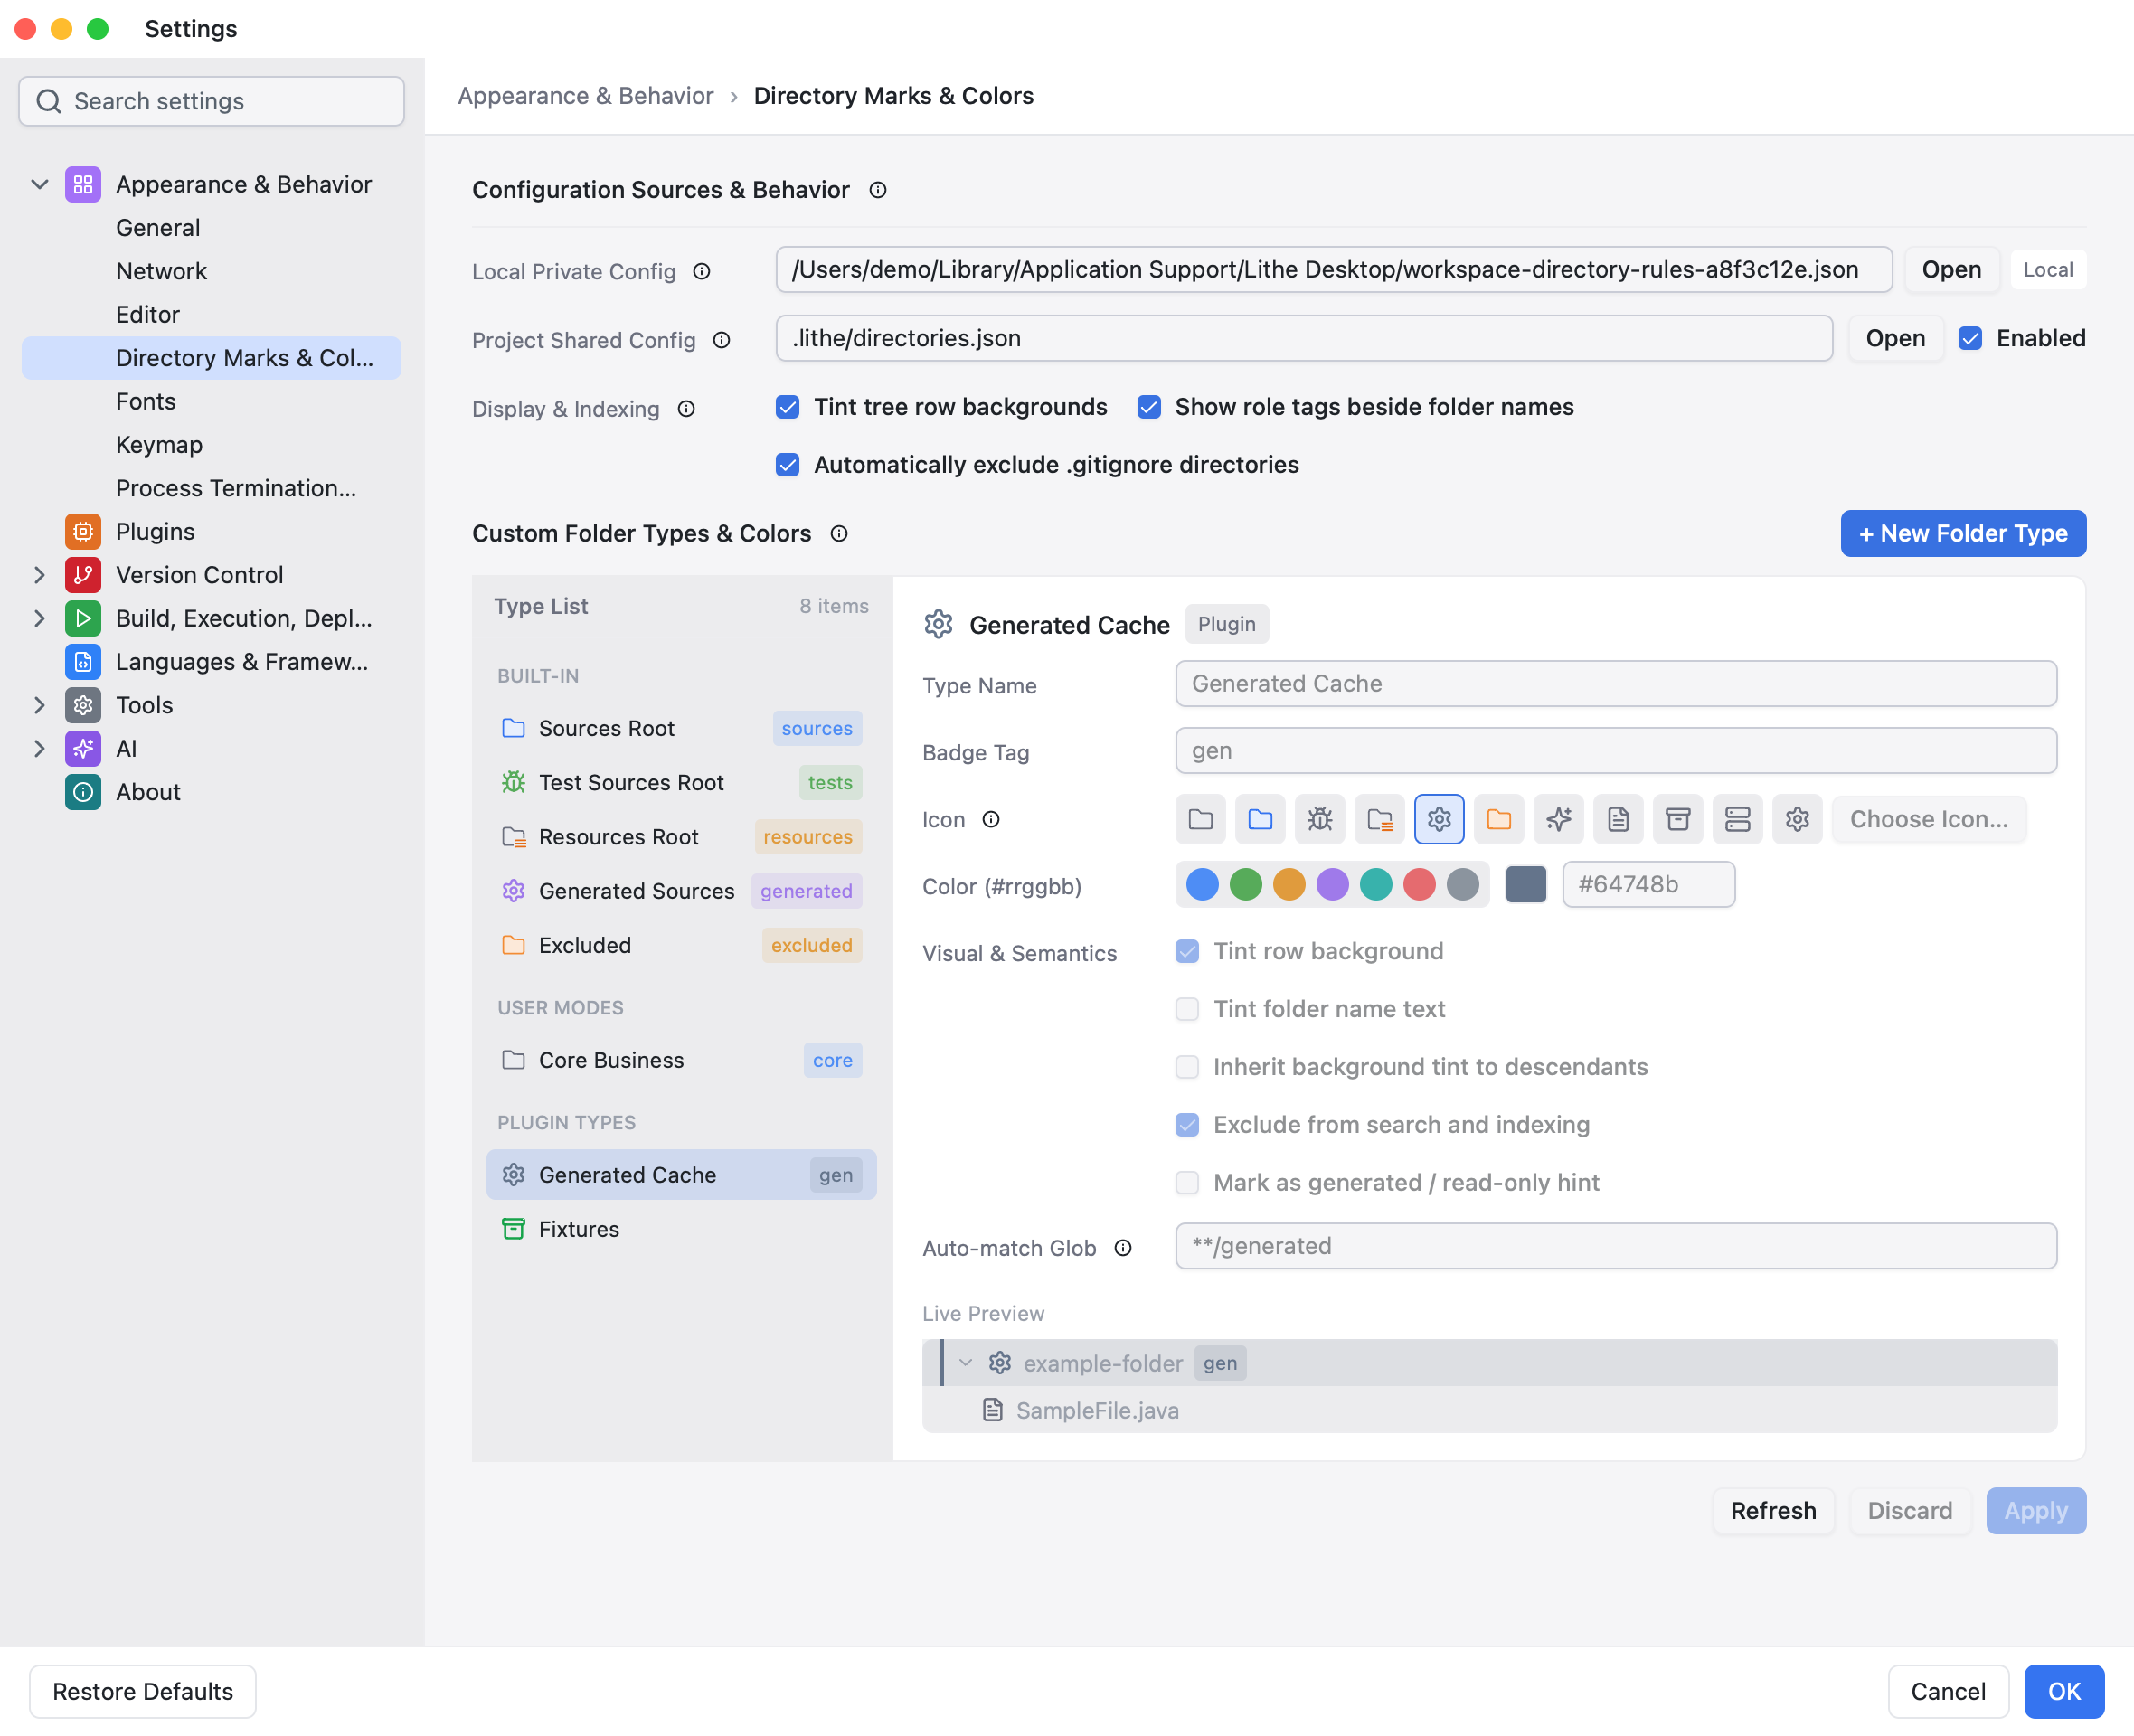 Settings
Search settings
Appearance & Behavior
General
Network
Editor
Directory Marks & Col...
Fonts
Keymap
Process Termination...
Plugins
Version Control
Build, Execution, Depl...
Languages & Framew...
Tools
AI
About
Appearance & Behavior › Directory Marks & Colors
Configuration Sources & Behavior
Local Private Config
/Users/demo/Library/Application Support/Lithe Desktop/workspace-directory-rules-a8f3c12e.json
Open
Local
Project Shared Config
.lithe/directories.json
Open
Enabled
Display & Indexing
Tint tree row backgrounds
Show role tags beside folder names
Automatically exclude .gitignore directories
Custom Folder Types & Colors
+ New Folder Type
Type List
8 items
BUILT-IN
Sources Root sources
Test Sources Root tests
Resources Root resources
Generated Sources generated
Excluded excluded
USER MODES
Core Business core
PLUGIN TYPES
Generated Cache gen
Fixtures
Generated Cache Plugin
Type Name
Generated Cache
Badge Tag
gen
Icon
Choose Icon...
Color (#rrggbb)
#64748b
Visual & Semantics
Tint row background
Tint folder name text
Inherit background tint to descendants
Exclude from search and indexing
Mark as generated / read-only hint
Auto-match Glob
**/generated
Live Preview
example-folder gen
SampleFile.java
Refresh
Discard
Apply
Restore Defaults
Cancel
OK